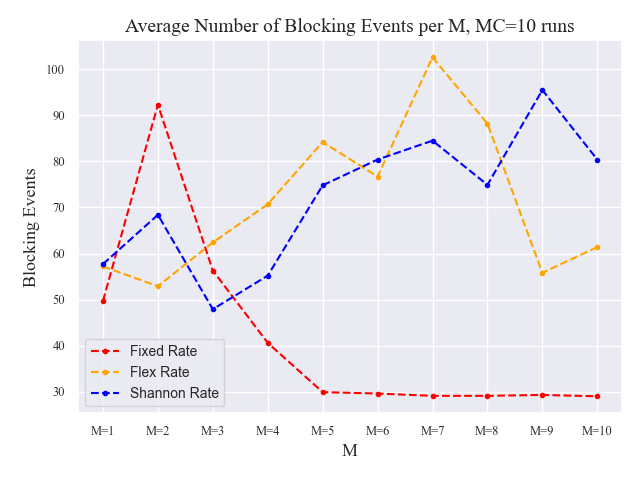 Average Number of Blocking Events per M, MC=10 runs
Blocking Events
100
90
80
70
60
50
40
30
Fixed Rate
Flex Rate
Shannon Rate
M=1 M=2 M=3 M=4 M=5 M=6 M=7 M=8 M=9 M=10
M